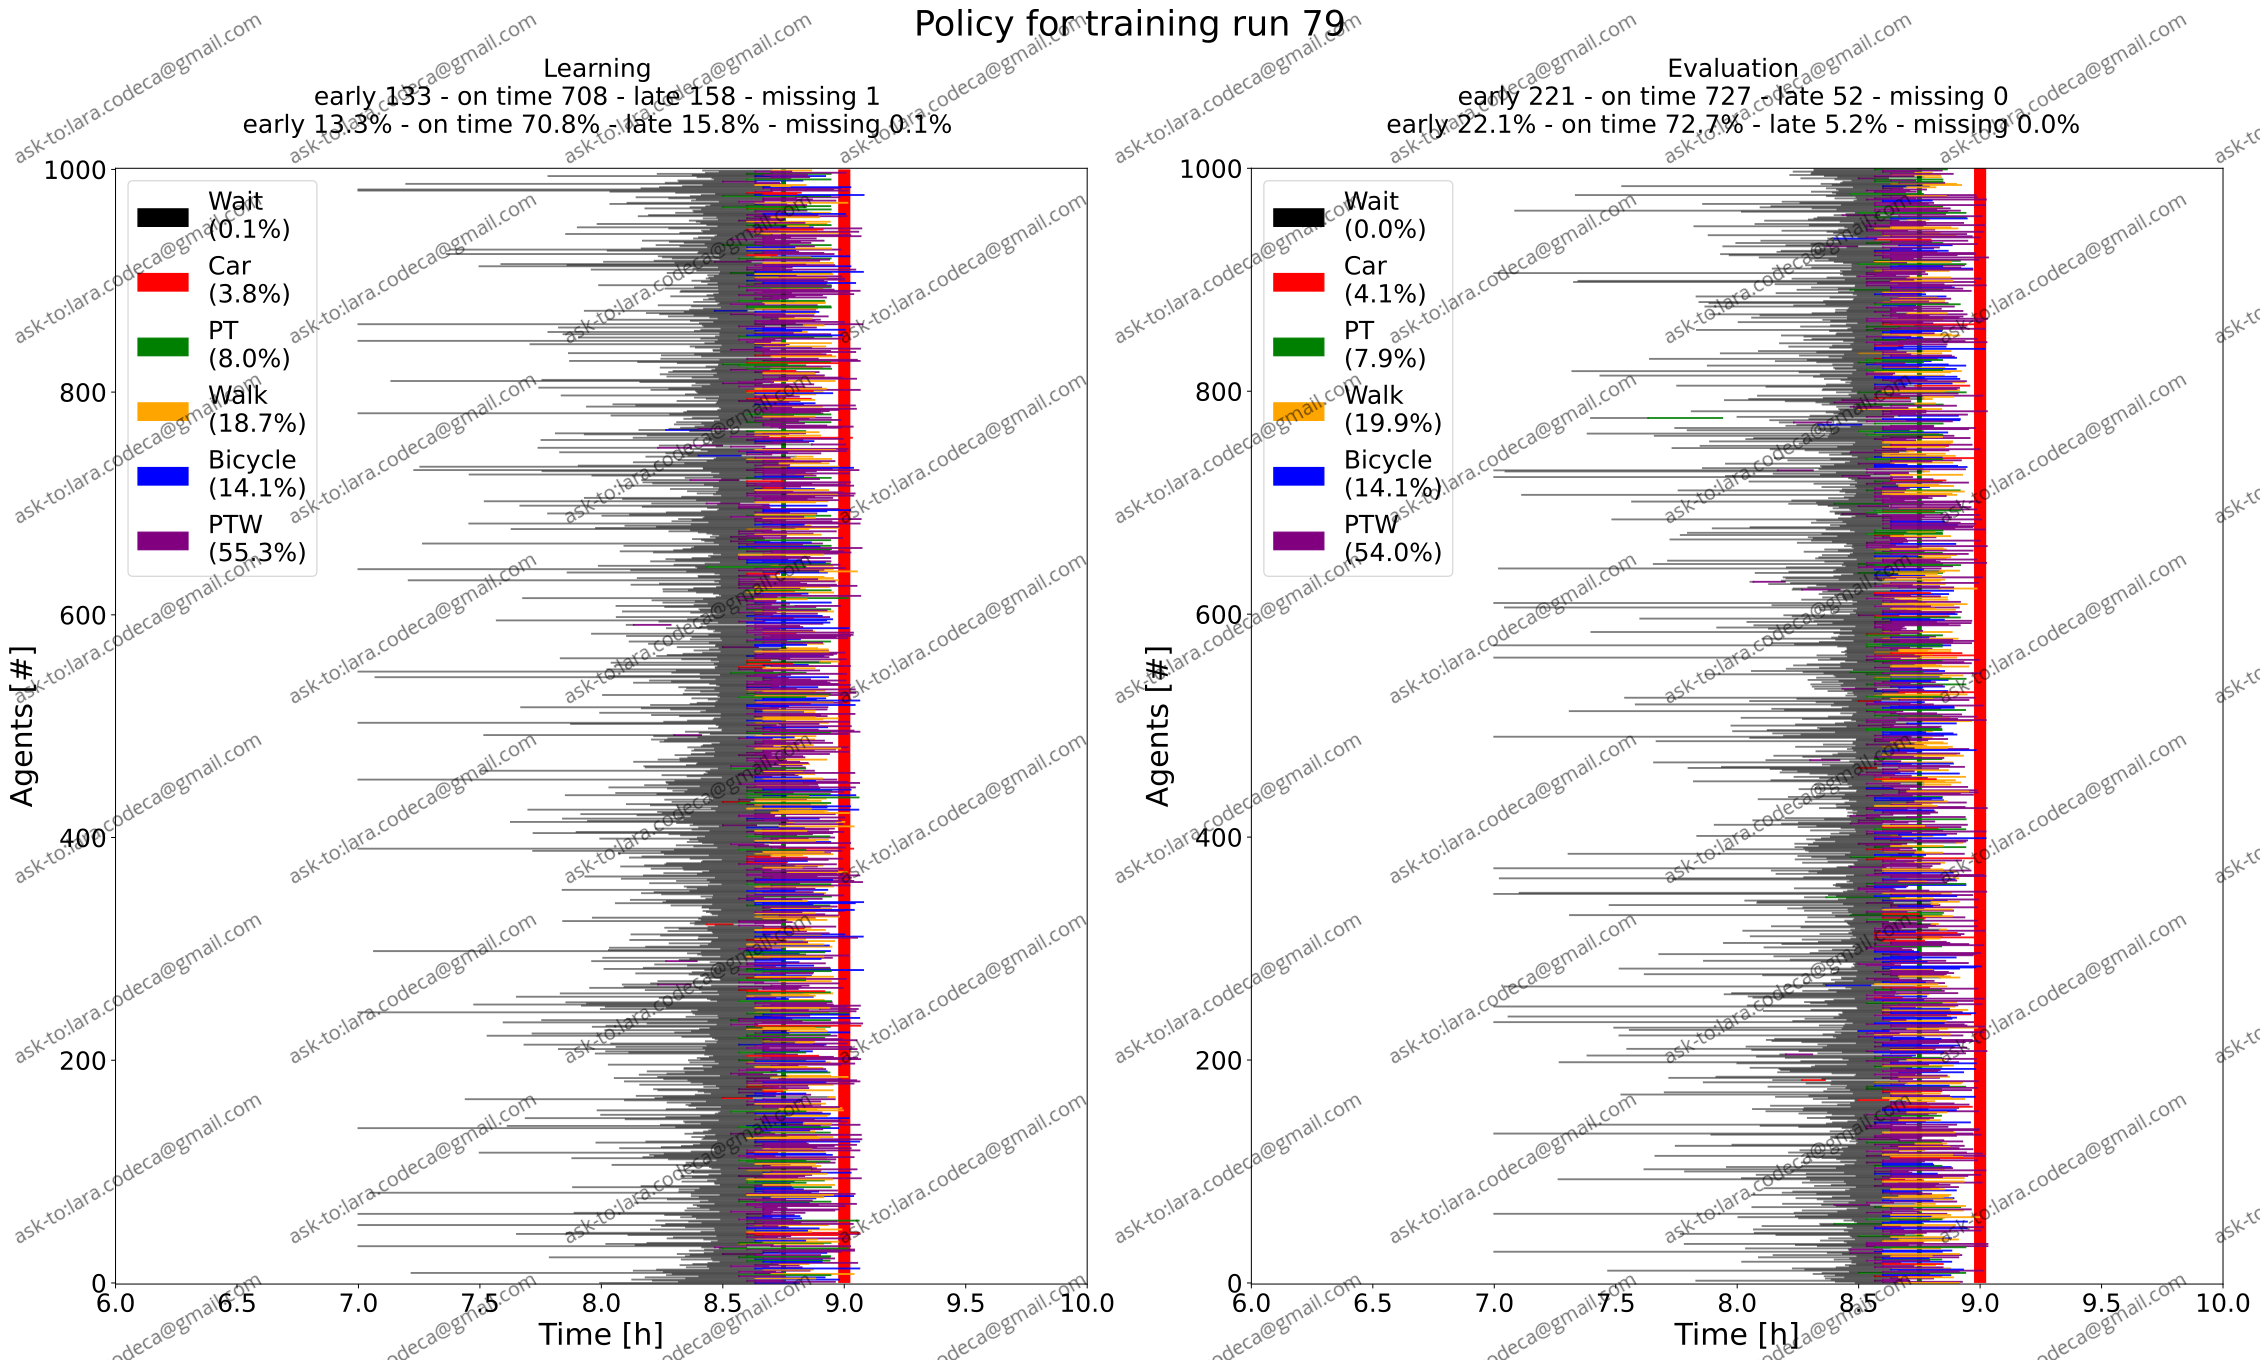 Policy for training run 79
Learning
early 133 - on time 708 - late 158 - missing 1
early 13.3% - on time 70.8% - late 15.8% - missing 0.1%
1000
800
600
400
200
0
Agents [#]
Wait
(0.1%)
Car
(3.8%)
PT
(8.0%)
Walk
(18.7%)
Bicycle
(14.1%)
PTW
(55.3%)
6.0 6.5 7.0 7.5 8.0 8.5 9.0 9.5 10.0
Time [h]
Evaluation
early 221 - on time 727 - late 52 - missing 0
early 22.1% - on time 72.7% - late 5.2% - missing 0.0%
1000
800
600
400
200
0
Agents [#]
Wait
(0.0%)
Car
(4.1%)
PT
(7.9%)
Walk
(19.9%)
Bicycle
(14.1%)
PTW
(54.0%)
6.0 6.5 7.0 7.5 8.0 8.5 9.0 9.5 10.0
Time [h]
ask-to:lara.codeca@gmail.com